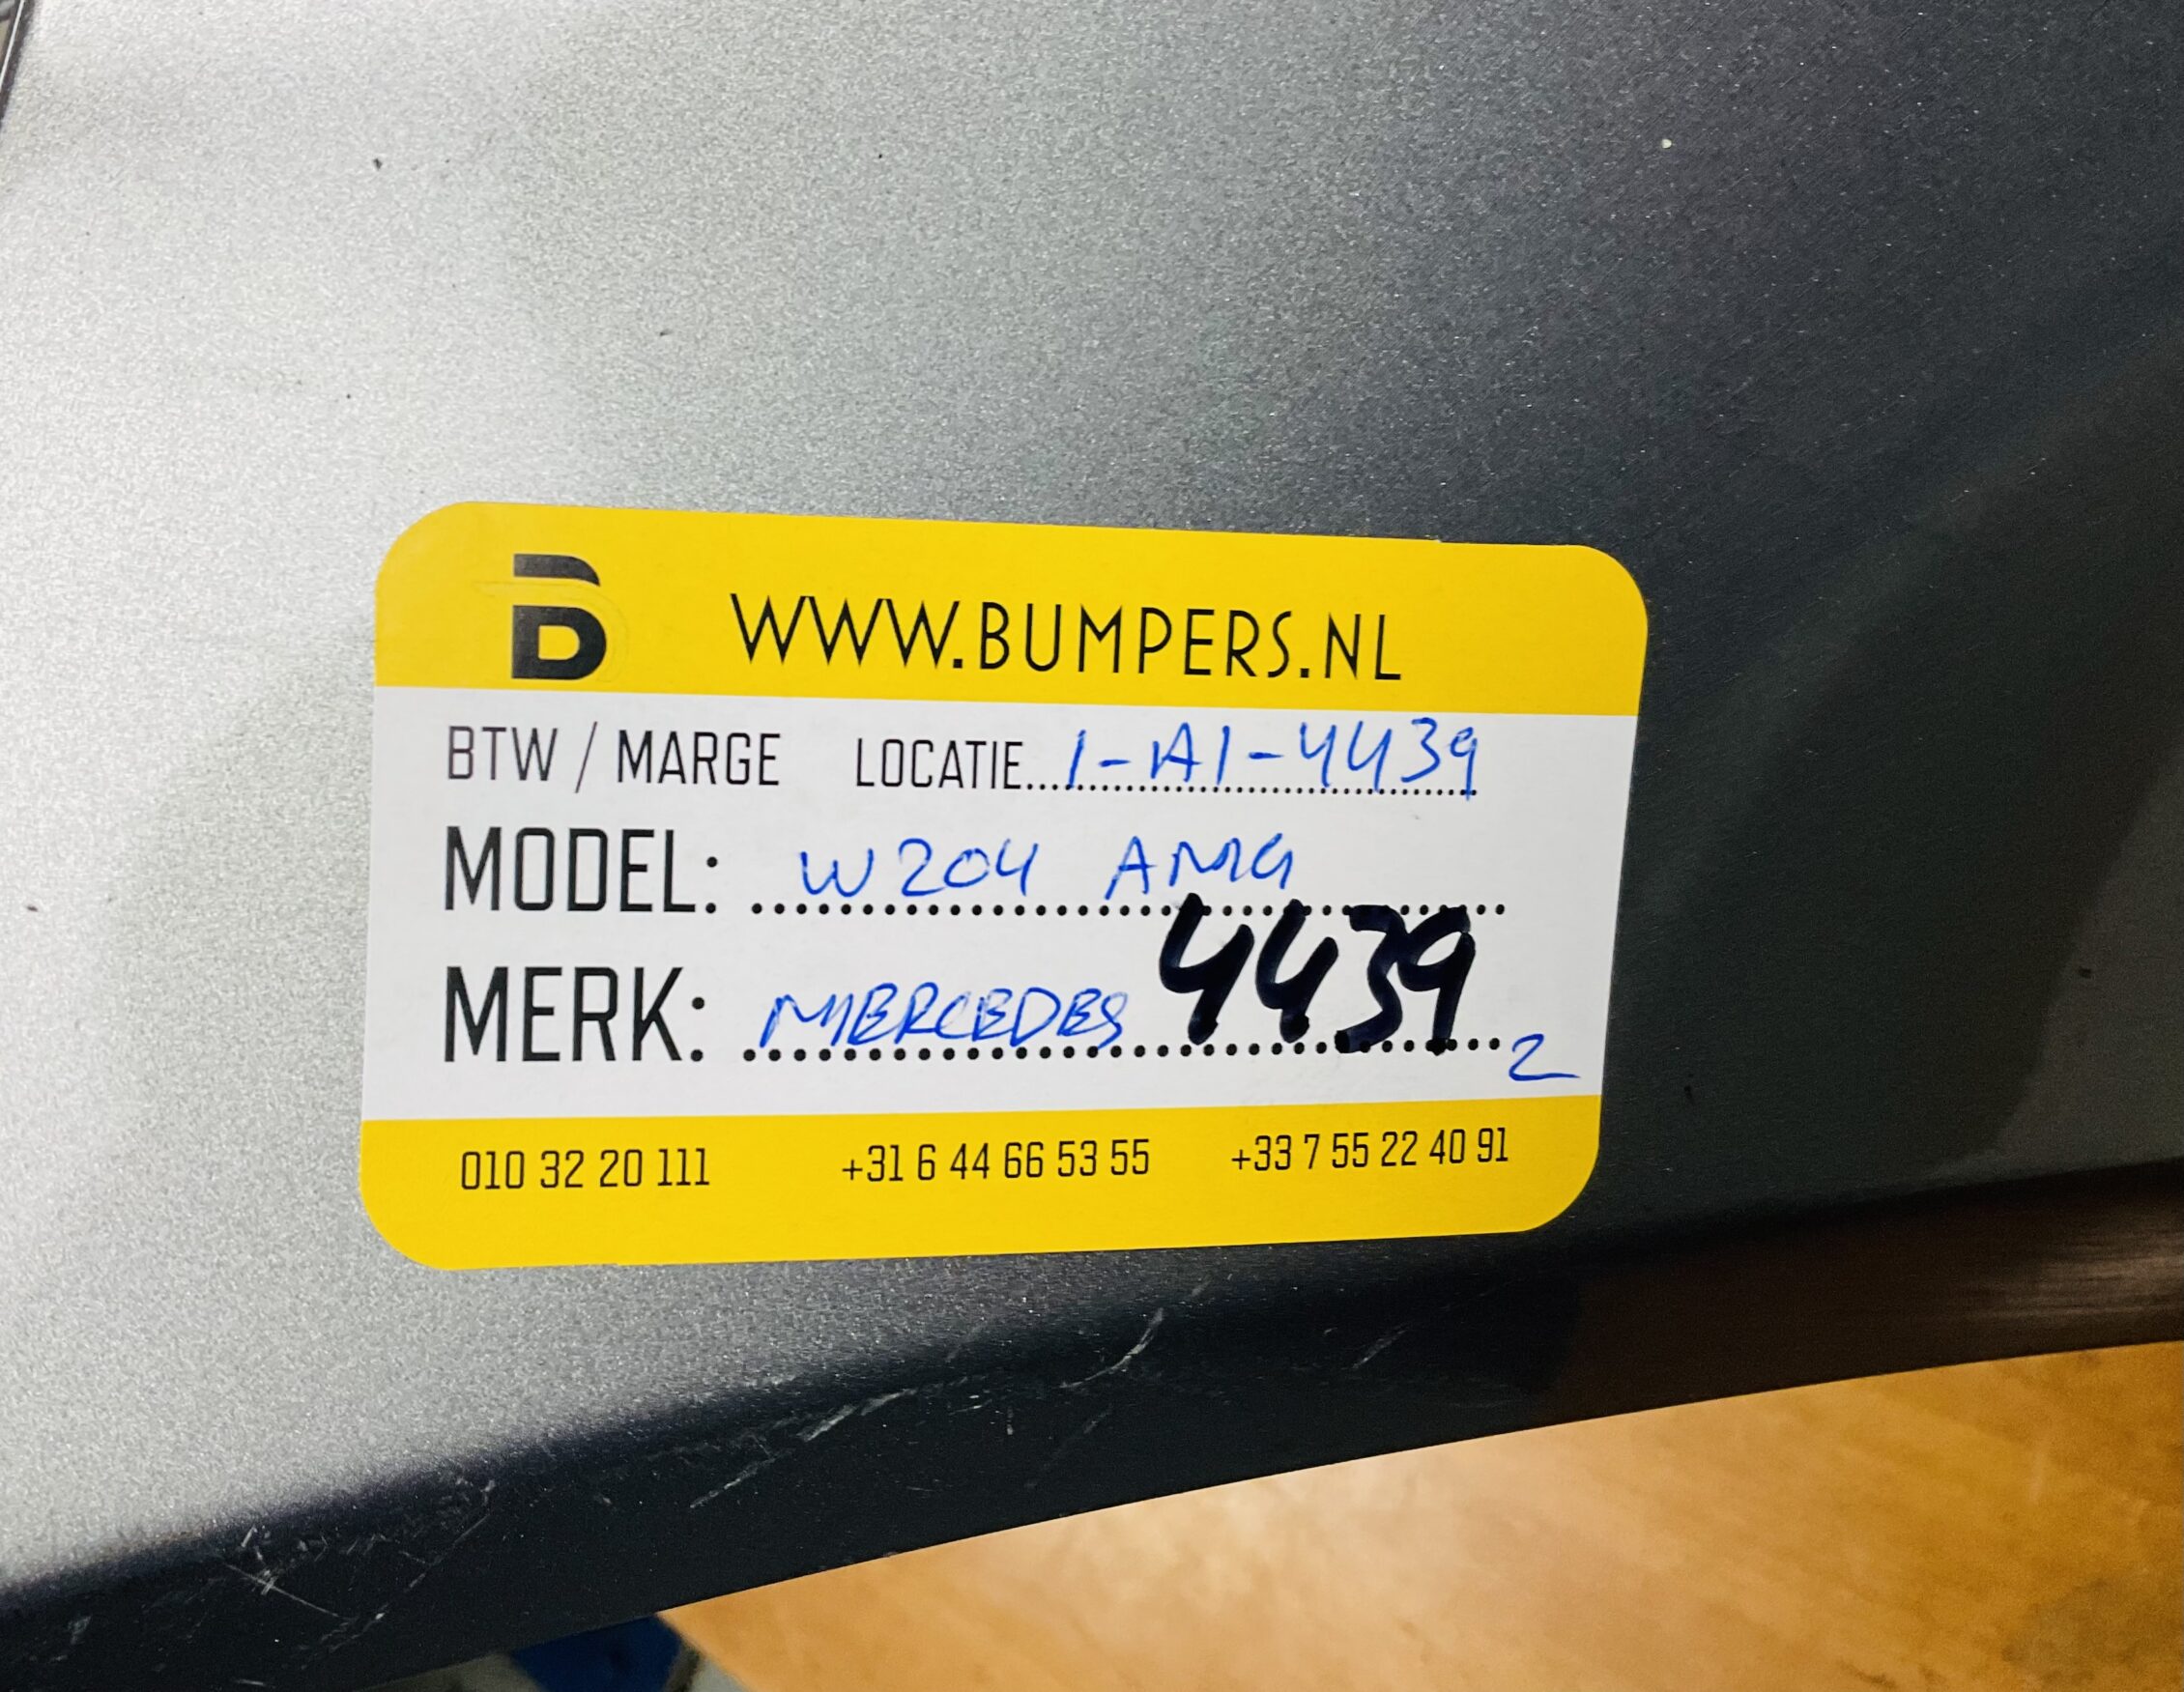 B WWW.BUMPERS.NL
BTW / MARGE LOCATIE...1-A1-4439
MODEL: W204 AMG
MERK: MERCEDES 4439 2
010 32 20 111 +31 6 44 66 53 55 +33 7 55 22 40 91